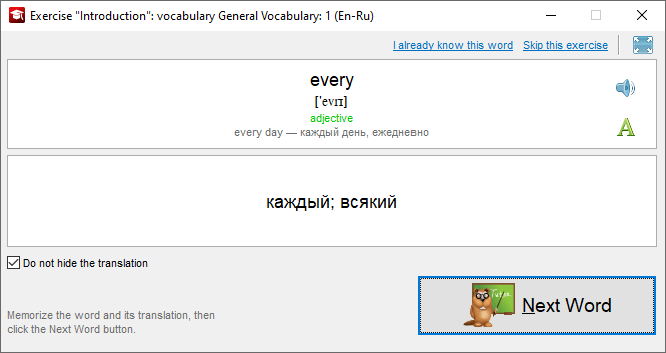 Exercise "Introduction": vocabulary General Vocabulary: 1 (En-Ru)
I already know this word Skip this exercise
every
['evrɪ]
adjective
every day — каждый день, ежедневно
A
каждый; всякий
Do not hide the translation
Tutor
Next Word
Memorize the word and its translation, then
click the Next Word button.